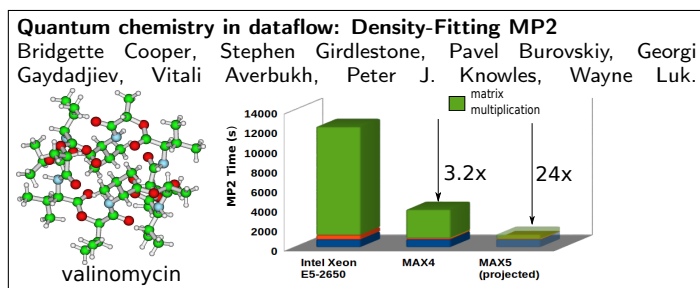 Quantum chemistry in dataflow: Density-Fitting MP2
Bridgette Cooper, Stephen Girdlestone, Pavel Burovskiy, Georgi
Gaydadjiev, Vitali Averbukh, Peter J. Knowles, Wayne Luk.
valinomycin
MP2 Time (s)
14000
12000
10000
8000
6000
4000
2000
0
matrix
multiplication
3.2x
24x
Intel Xeon
E5-2650
MAX4
MAX5
(projected)